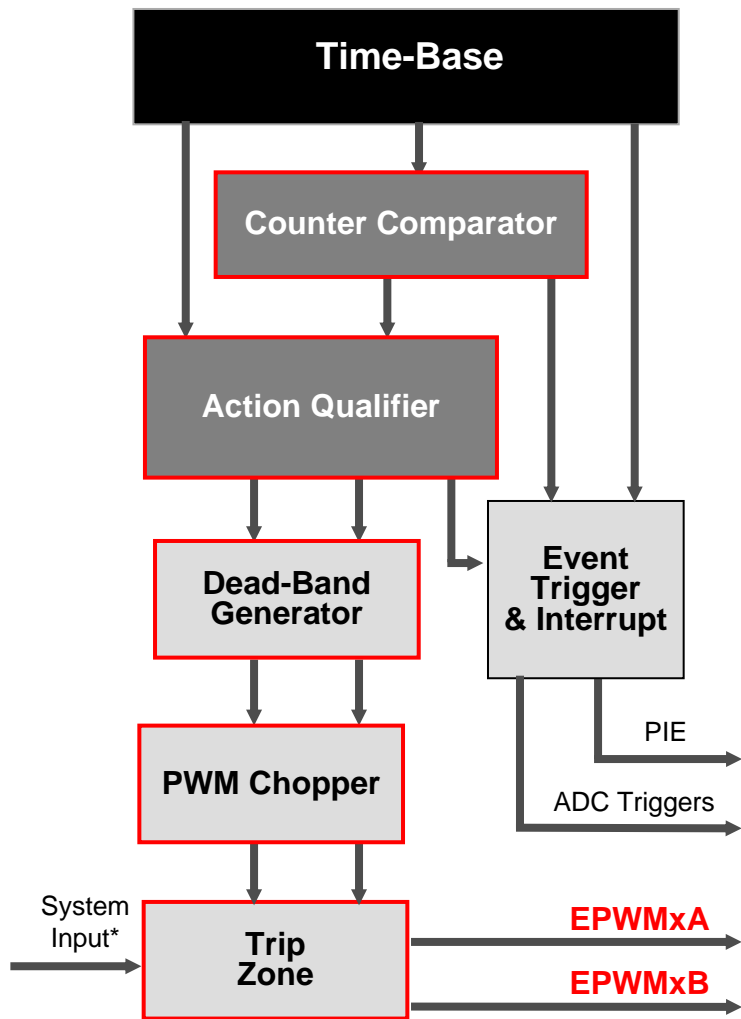 Time-Base
Counter Comparator
Action Qualifier
Dead-Band
Generator
Event
Trigger
& Interrupt
PWM Chopper
PIE
ADC Triggers
System
Input*
Trip
Zone
EPWMxA
EPWMxB